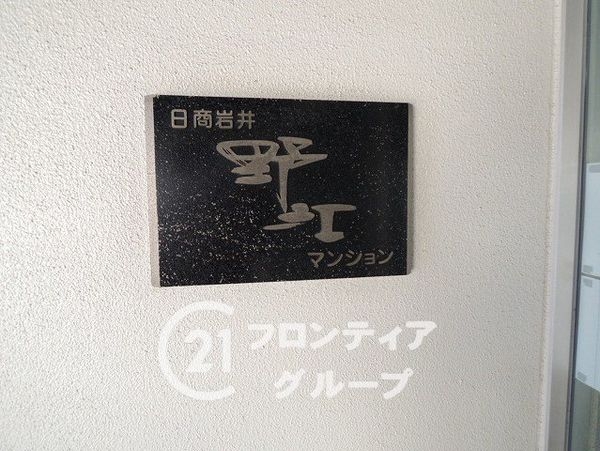 日商岩井
野江
マンション
21 フロンティア
グループ